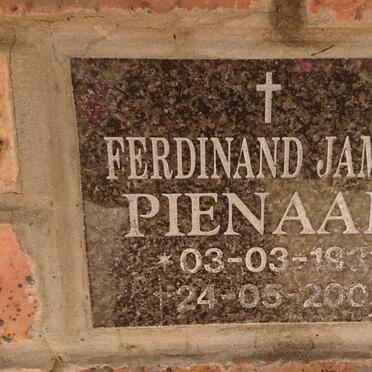 FERDINAND JAM
PIENAA
*03-03-193
24-05-200